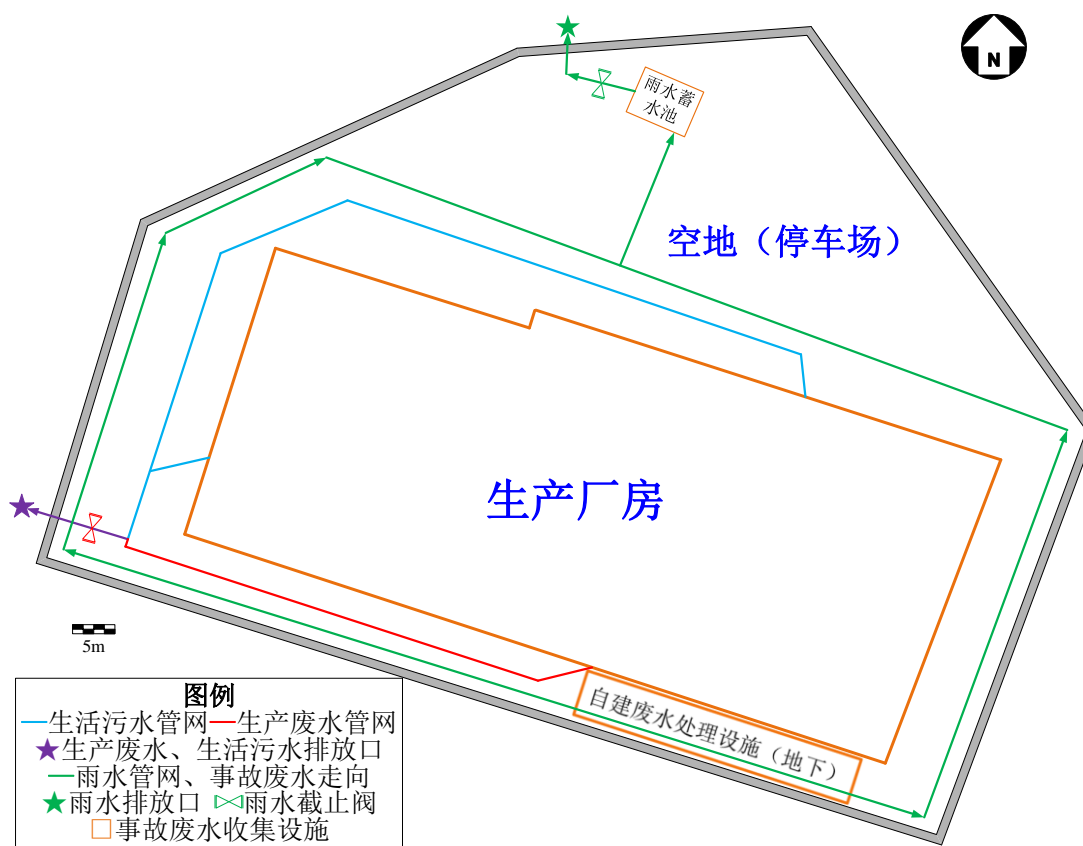 N
雨水蓄
水池
空地（停车场）
生产厂房
自建废水处理设施（地下）
5m
图例
生活污水管网 生产废水管网
生产废水、生活污水排放口
雨水管网、事故废水走向
雨水排放口 雨水截止阀
事故废水收集设施